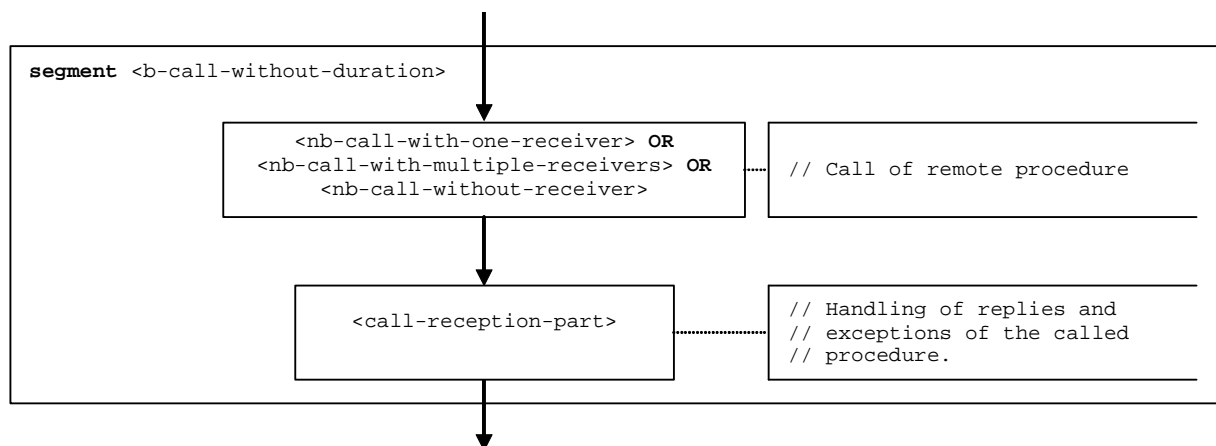 segment <b-call-without-duration>
<nb-call-with-one-receiver> OR
<nb-call-with-multiple-receivers> OR
<nb-call-without-receiver>
// Call of remote procedure
<call-reception-part>
// Handling of replies and
// exceptions of the called
// procedure.